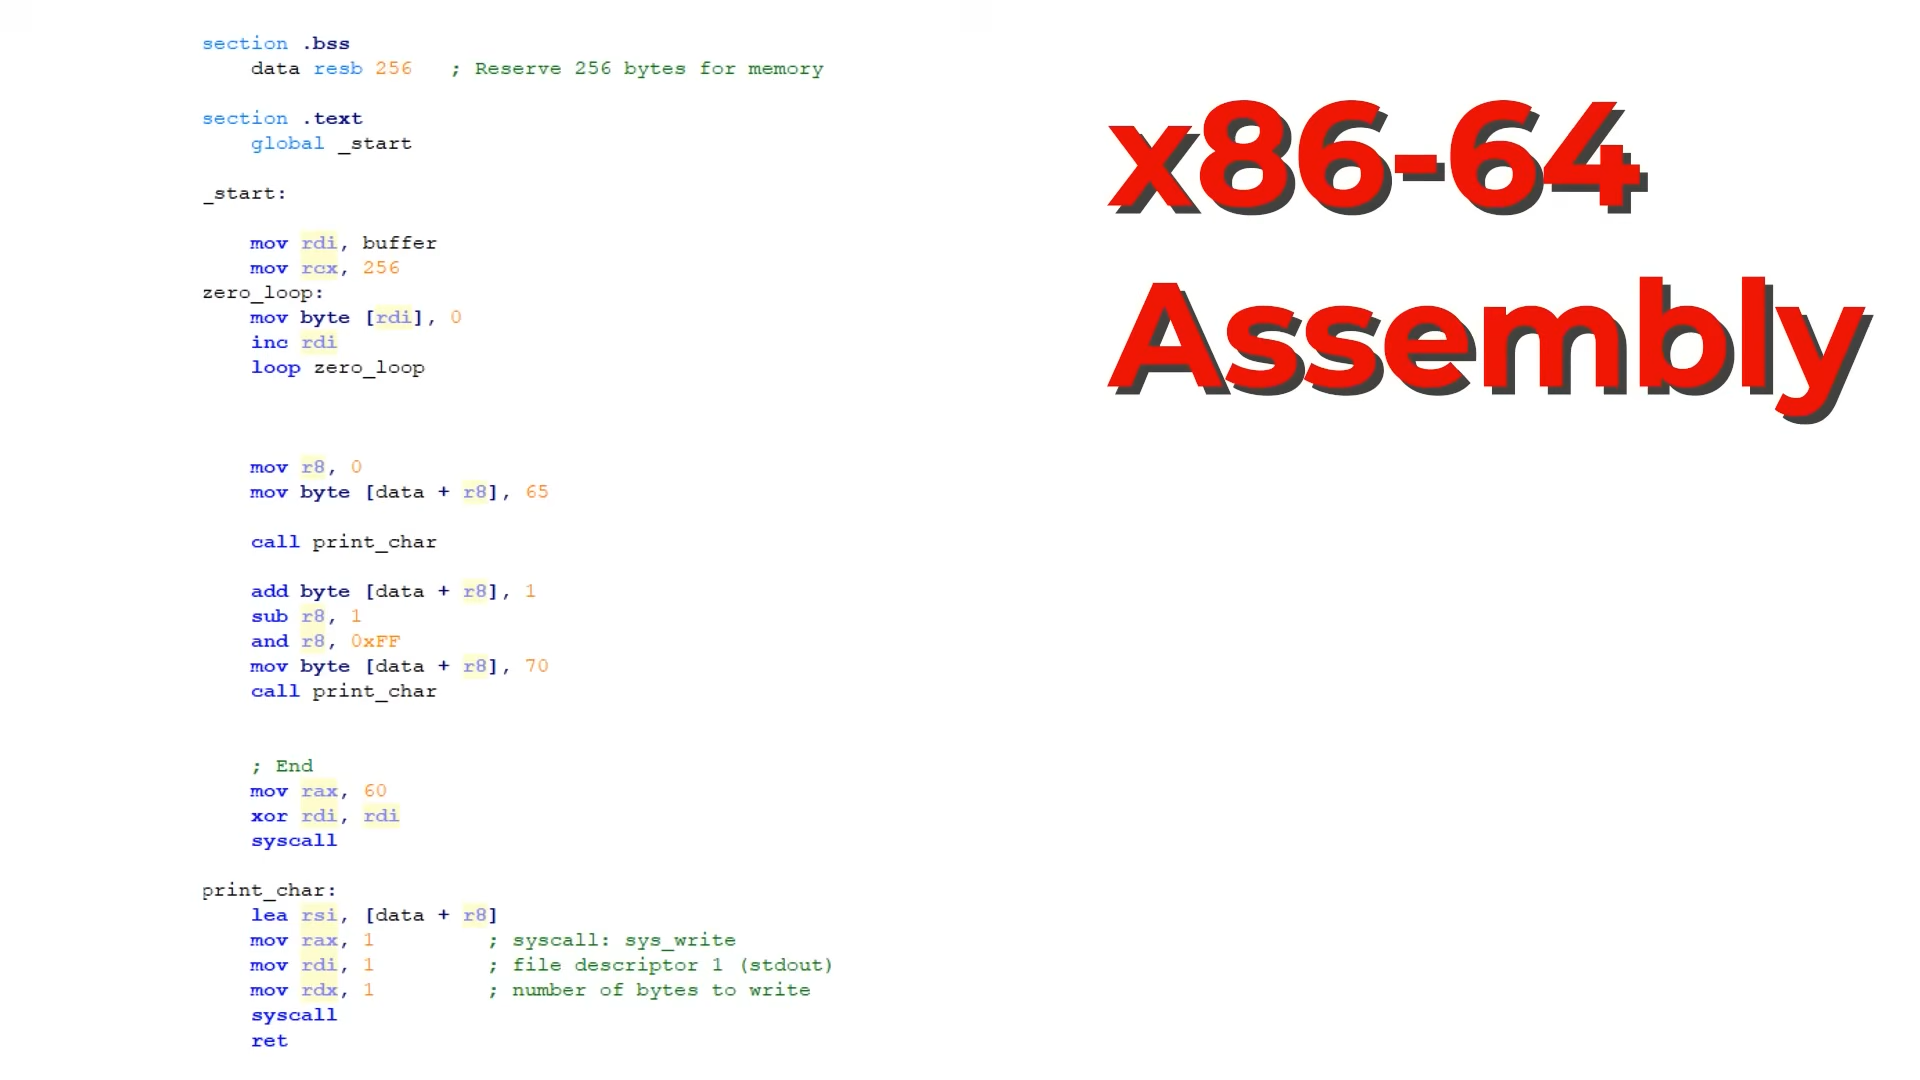 section .bss
    data resb 256   ; Reserve 256 bytes for memory
section .text
    global _start
_start:
    mov rdi, buffer
    mov rcx, 256
zero_loop:
    mov byte [rdi], 0
    inc rdi
    loop zero_loop
    mov r8, 0
    mov byte [data + r8], 65
    call print_char
    add byte [data + r8], 1
    sub r8, 1
    and r8, 0xFF
    mov byte [data + r8], 70
    call print_char
    ; End
    mov rax, 60
    xor rdi, rdi
    syscall
print_char:
    lea rsi, [data + r8]
    mov rax, 1         ; syscall: sys_write
    mov rdi, 1         ; file descriptor 1 (stdout)
    mov rdx, 1         ; number of bytes to write
    syscall
    ret
x86-64
Assembly